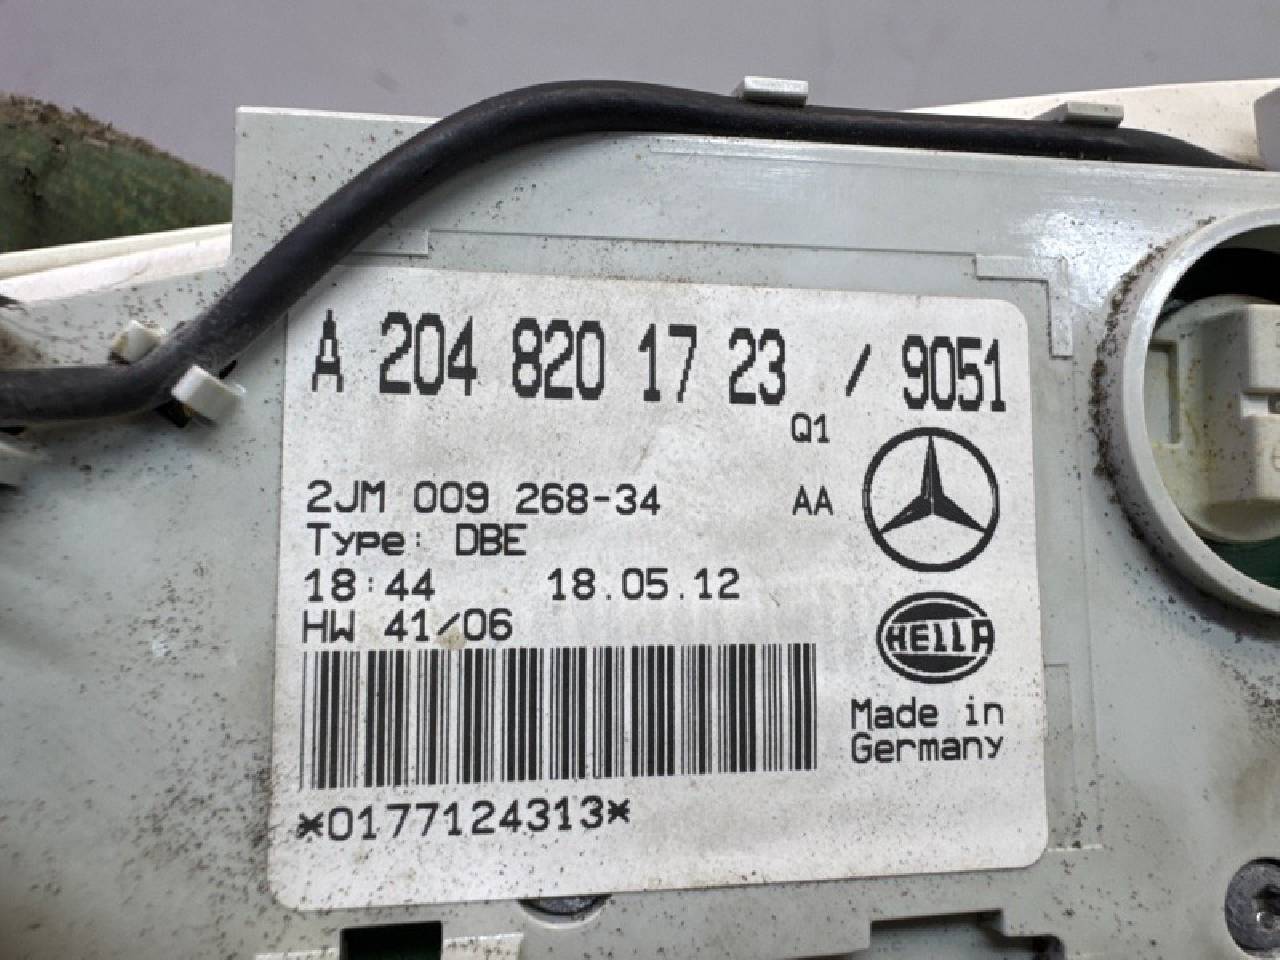 A 204 820 17 23 / 9051
Q1
2JM 009 268-34 AA
Type: DBE
18:44 18.05.12
HW 41/06
HELLA
Made in
Germany
*0177124313*